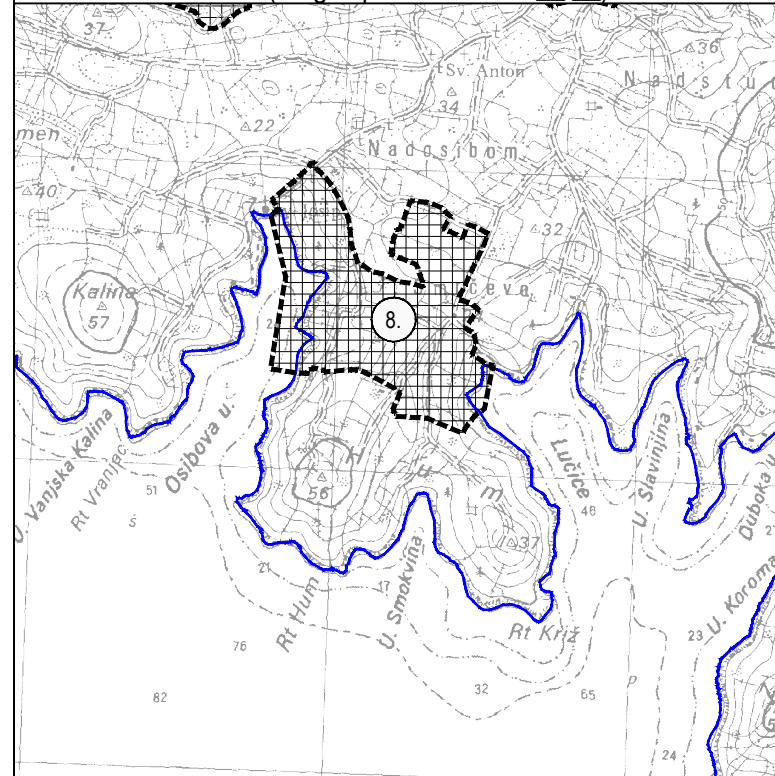 37
36
Sv. Anton
34
Nadstu
men
22
Nadosibom
40
32
Kalina
57
8.
Osibova u.
U. Vanjska Kalina
Rt Vranjec
Lučice
U. Slavinjina
Duboka u.
H u m
56
51
s
46
37
21
17
Rt Hum
U. Smokvina
Rt Križ
23
U. Koroma
76
32
65
p
82
24